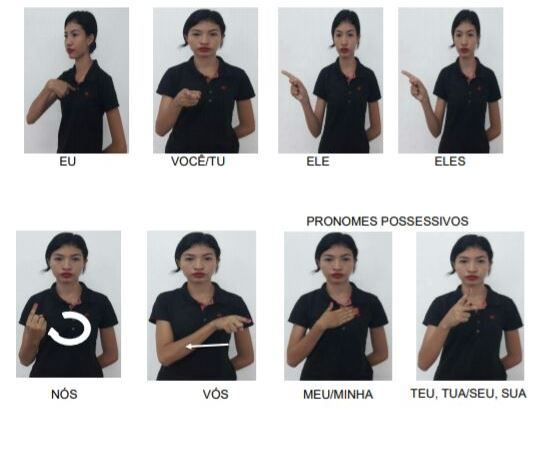 EU
VOCÊ/TU
ELE
ELES
PRONOMES POSSESSIVOS
NÓS
VÓS
MEU/MINHA
TEU, TUA/SEU, SUA